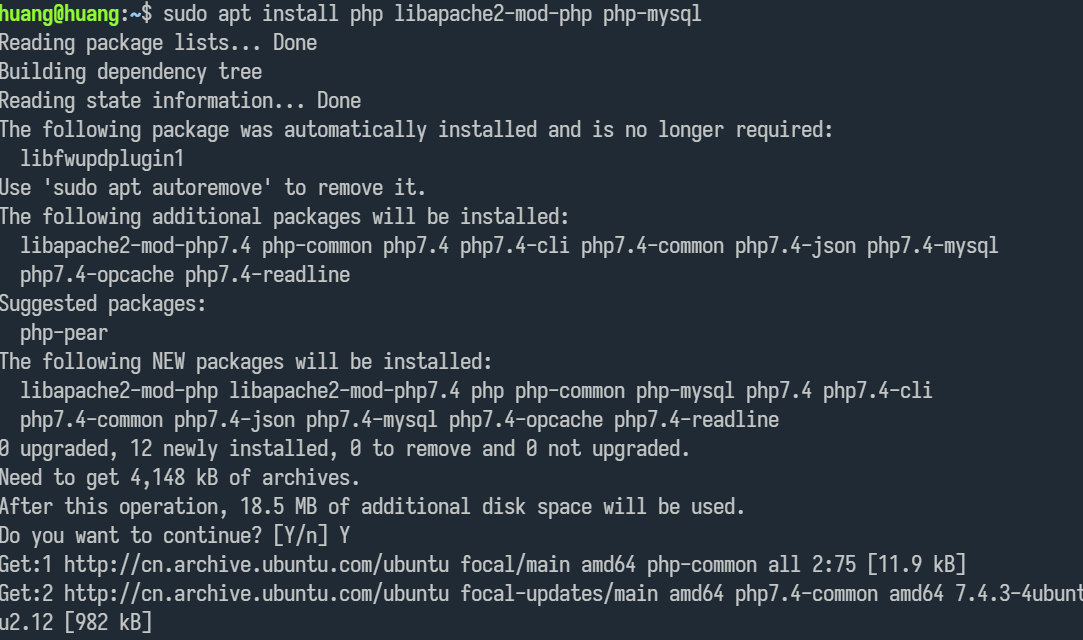 huang@huang:~$ sudo apt install php libapache2-mod-php php-mysql
Reading package lists... Done
Building dependency tree
Reading state information... Done
The following package was automatically installed and is no longer required:
  libfwupdplugin1
Use 'sudo apt autoremove' to remove it.
The following additional packages will be installed:
  libapache2-mod-php7.4 php-common php7.4 php7.4-cli php7.4-common php7.4-json php7.4-mysql
  php7.4-opcache php7.4-readline
Suggested packages:
  php-pear
The following NEW packages will be installed:
  libapache2-mod-php libapache2-mod-php7.4 php php-common php-mysql php7.4 php7.4-cli
  php7.4-common php7.4-json php7.4-mysql php7.4-opcache php7.4-readline
0 upgraded, 12 newly installed, 0 to remove and 0 not upgraded.
Need to get 4,148 kB of archives.
After this operation, 18.5 MB of additional disk space will be used.
Do you want to continue? [Y/n] Y
Get:1 http://cn.archive.ubuntu.com/ubuntu focal/main amd64 php-common all 2:75 [11.9 kB]
Get:2 http://cn.archive.ubuntu.com/ubuntu focal-updates/main amd64 php7.4-common amd64 7.4.3-4ubunt
u2.12 [982 kB]